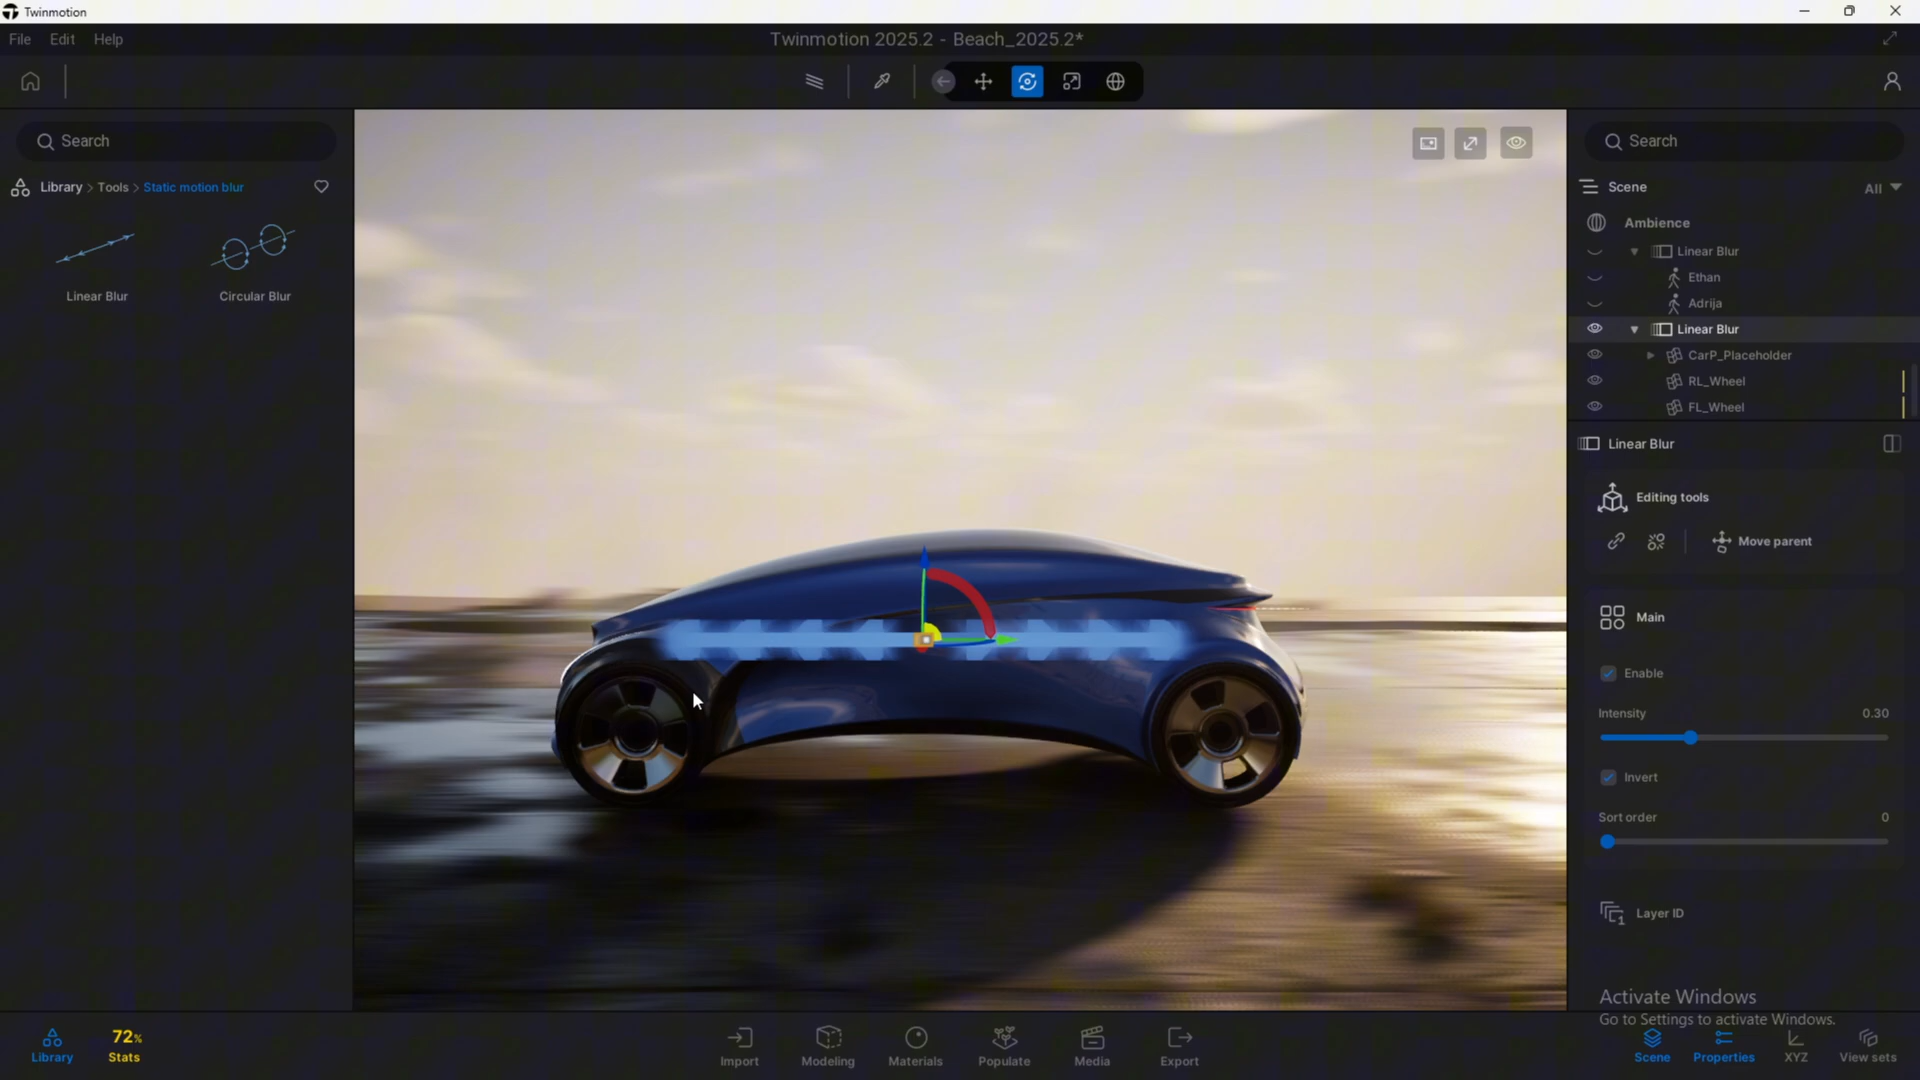 Twinmotion
File Edit Help
Twinmotion 2025.2 - Beach_2025.2*
Search
Library > Tools > Static motion blur
Linear Blur
Circular Blur
Search
Scene
All
Ambience
Linear Blur
Ethan
Adrija
Linear Blur
CarP_Placeholder
RL_Wheel
FL_Wheel
Linear Blur
Editing tools
Move parent
Main
Enable
Intensity 0.30
Invert
Sort order 0
Layer ID
Activate Windows
Go to Settings to activate Windows.
Library
72%
Stats
Import
Modeling
Materials
Populate
Media
Export
Scene
Properties
XYZ
View sets